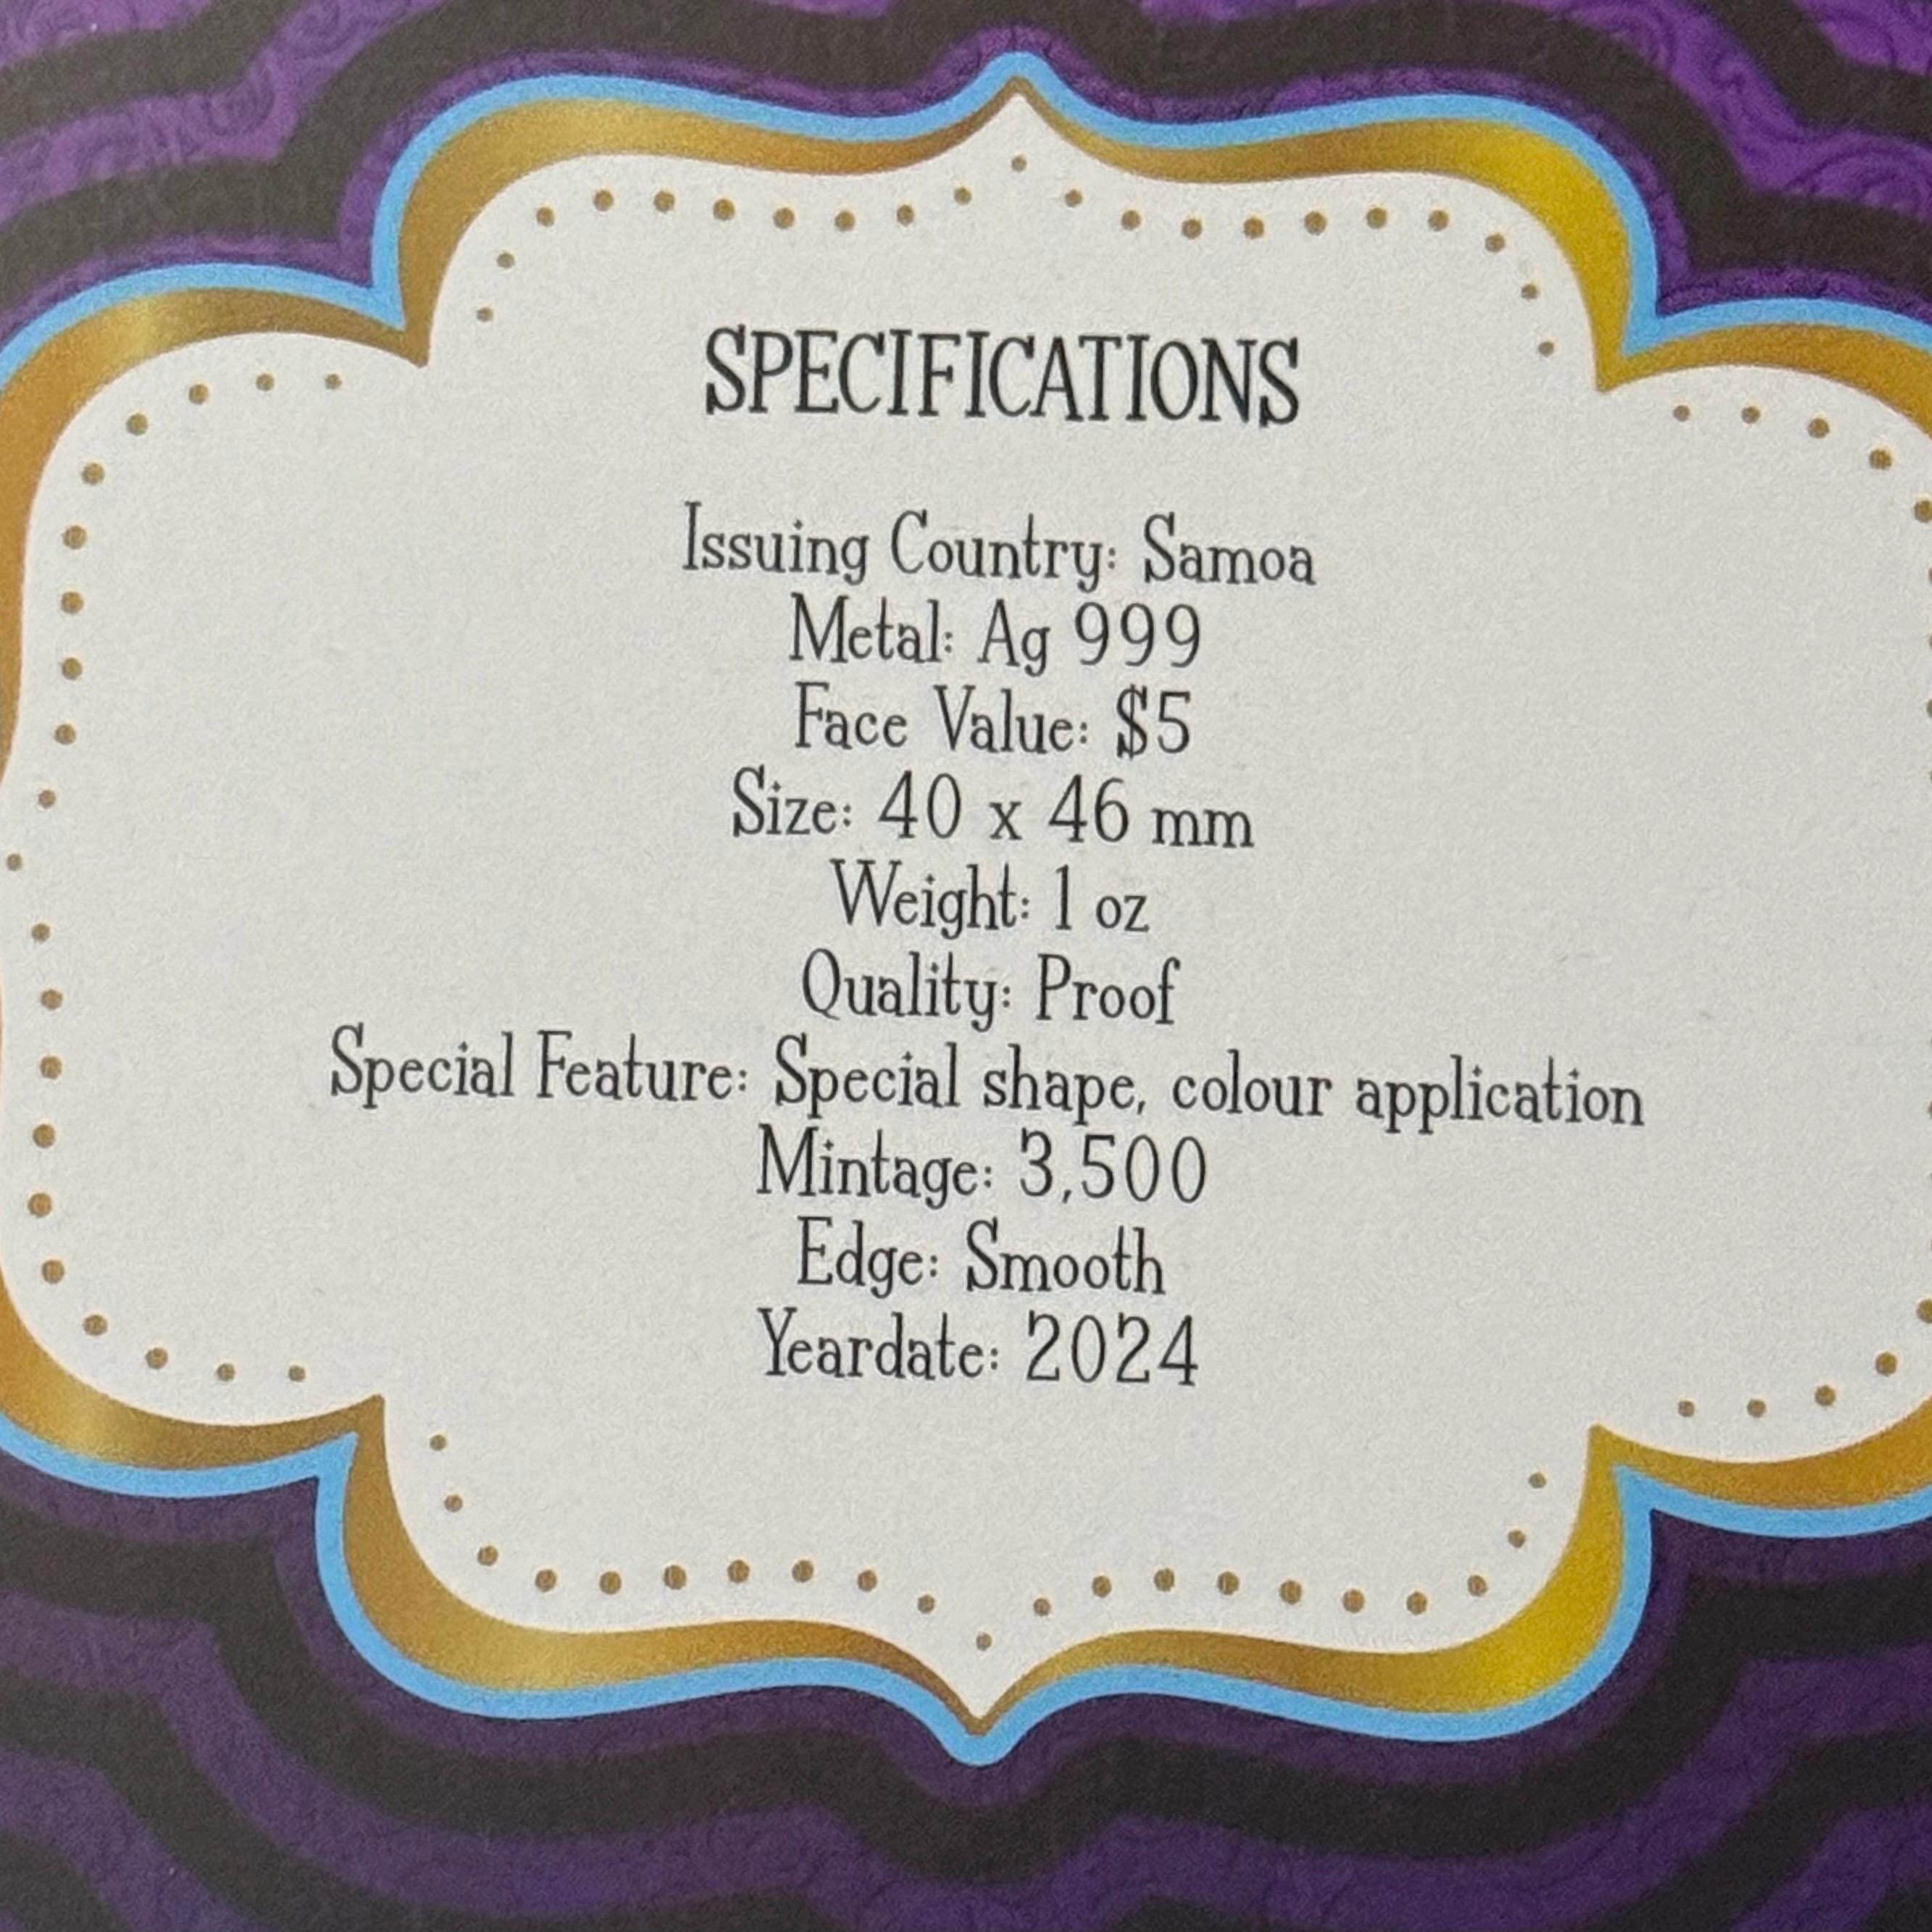 SPECIFICATIONS
Issuing Country: Samoa
Metal: Ag 999
Face Value: $5
Size: 40 x 46 mm
Weight: 1 oz
Quality: Proof
Special Feature: Special shape, colour application
Mintage: 3,500
Edge: Smooth
Yeardate: 2024